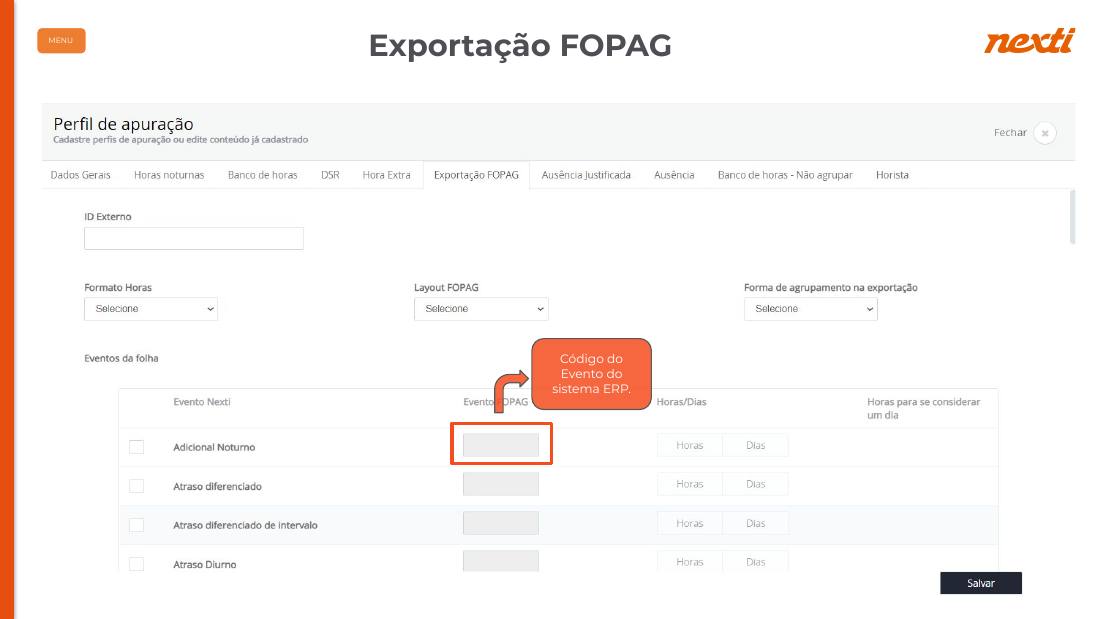 MENU
Exportação FOPAG
nexti
Perfil de apuração
Cadastre perfis de apuração ou edite conteúdo já cadastrado
Fechar
Dados Gerais Horas noturnas Banco de horas DSR Hora Extra Exportação FOPAG Ausência Justificada Ausência Banco de horas - Não agrupar Horista
ID Externo
Formato Horas Layout FOPAG Forma de agrupamento na exportação
Selecione Selecione Selecione
Eventos da folha
Código do
Evento do
sistema ERP.
Evento Nexti Evento FOPAG Horas/Dias Horas para se considerar
um dia
Adicional Noturno Horas Dias
Atraso diferenciado Horas Dias
Atraso diferenciado de intervalo Horas Dias
Atraso Diurno Horas Dias
Salvar